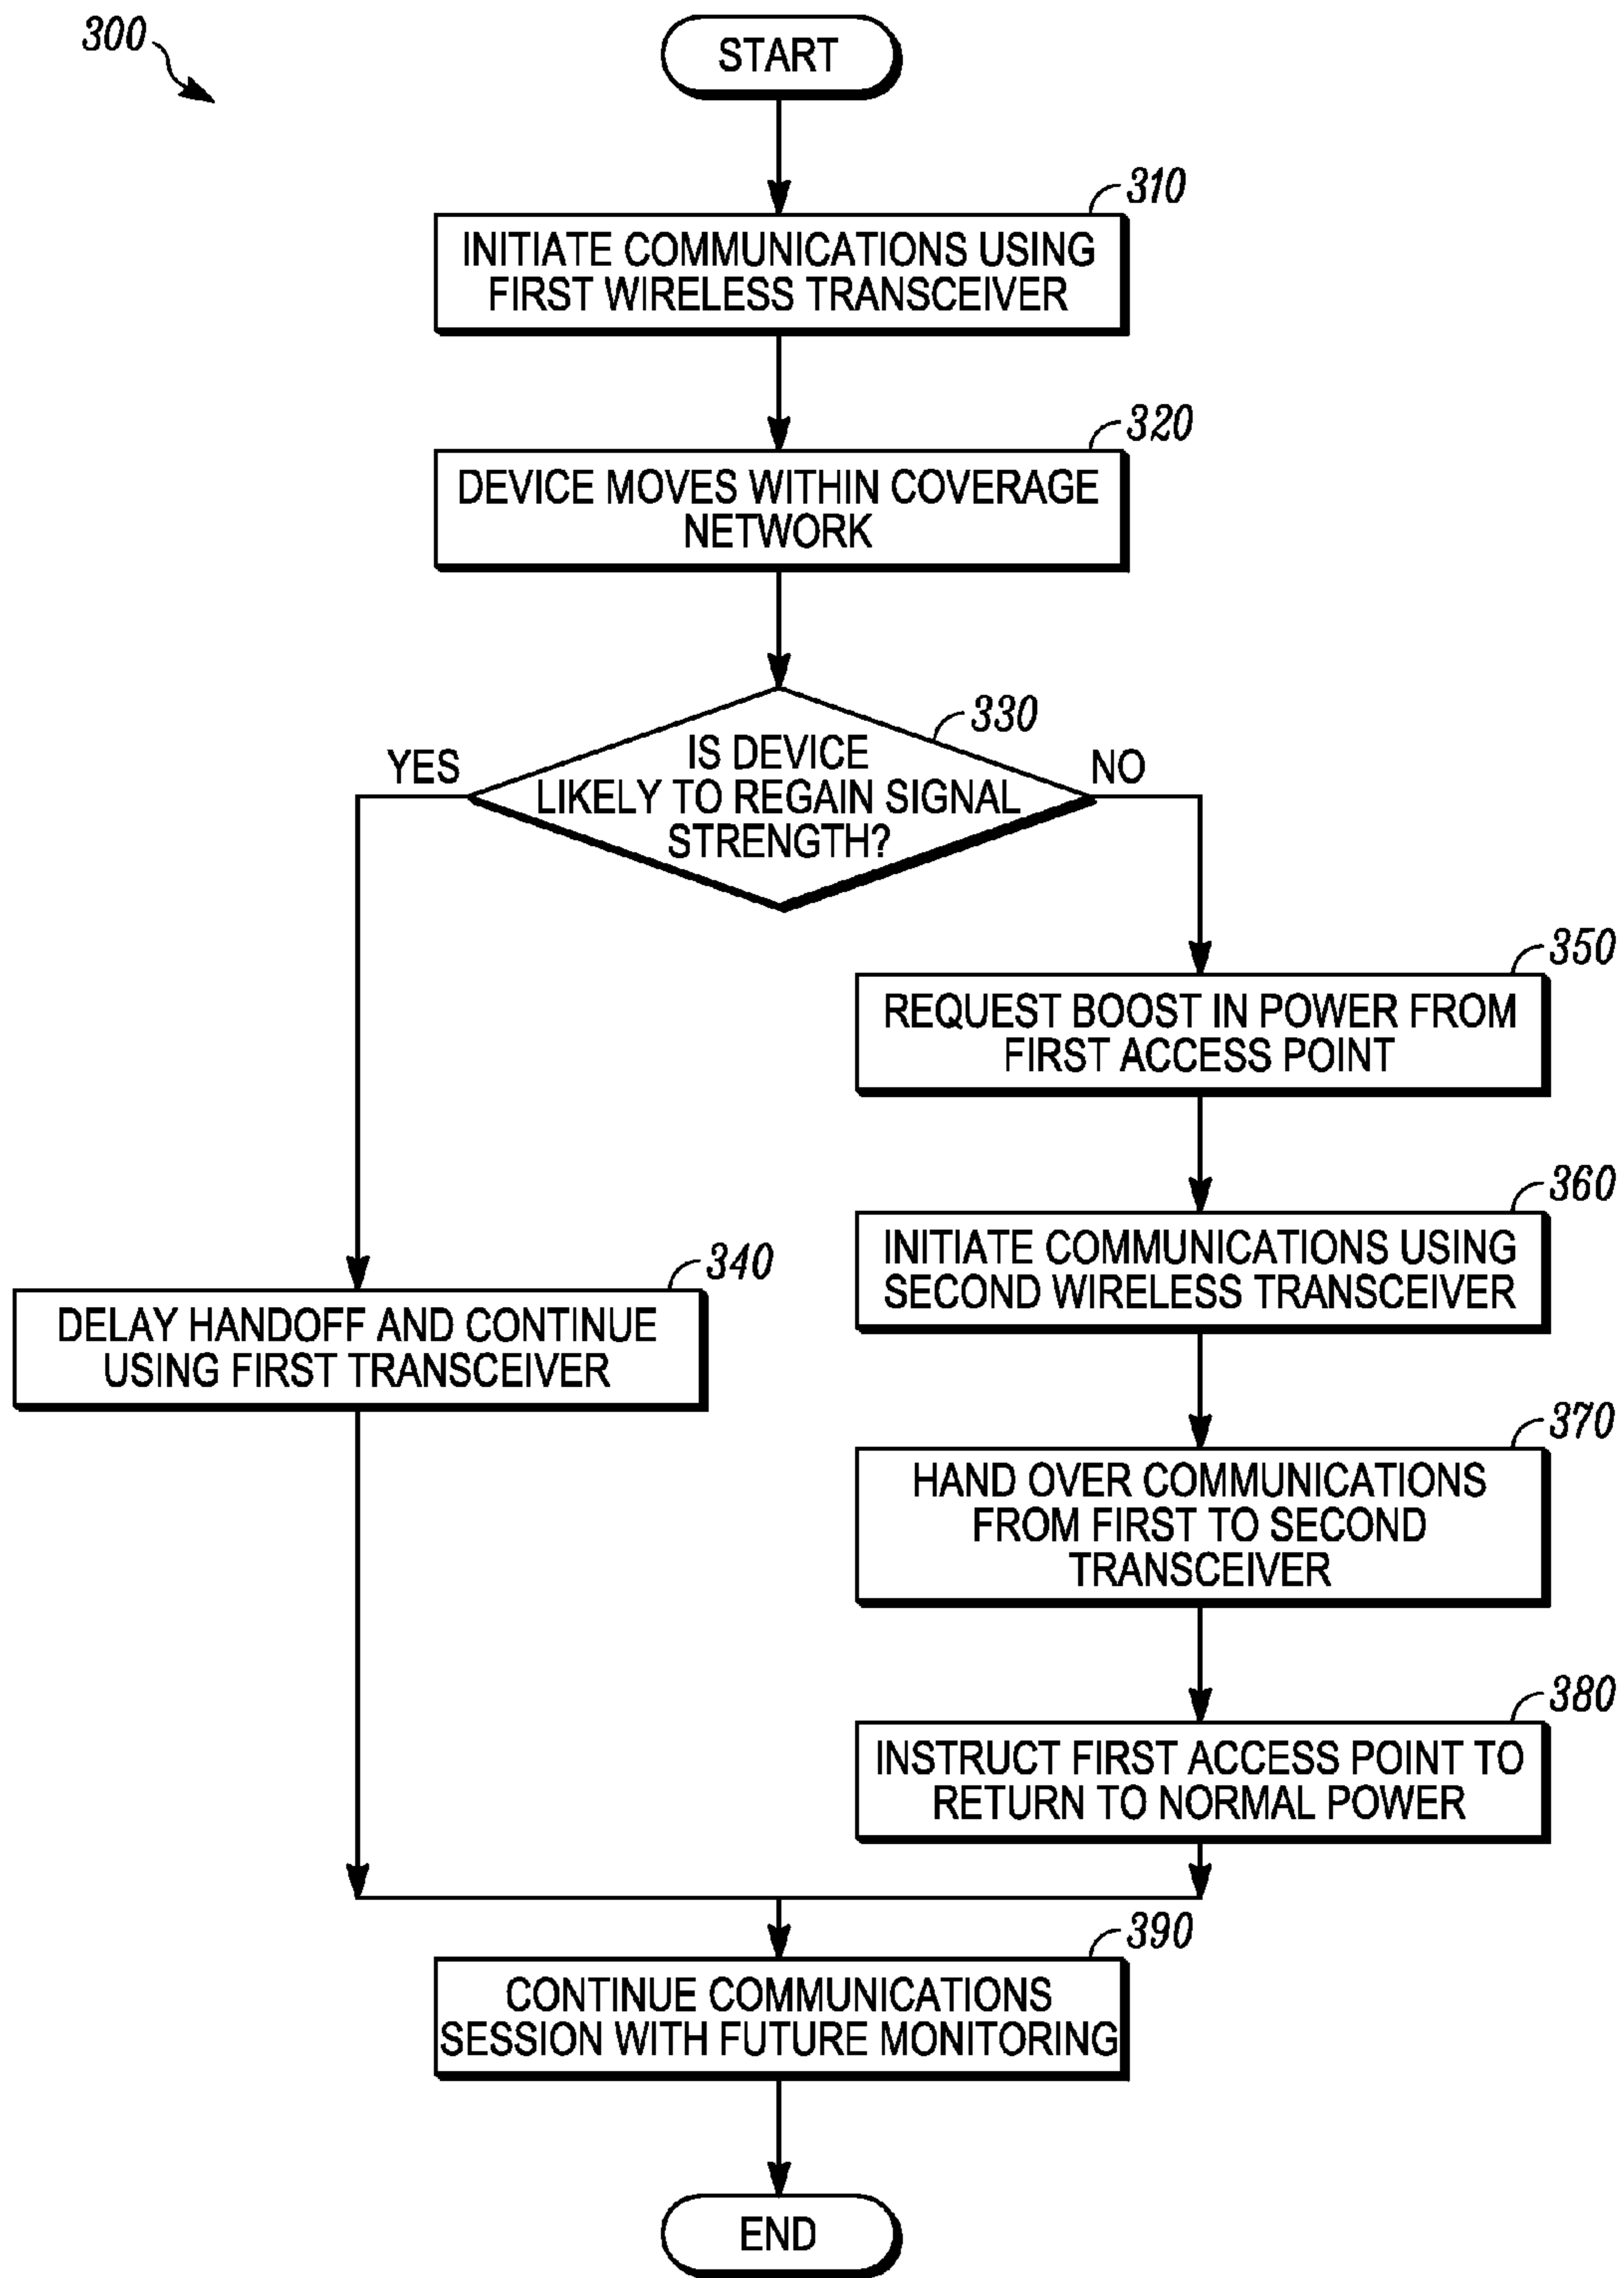 300
START
310
INITIATE COMMUNICATIONS USING
FIRST WIRELESS TRANSCEIVER
320
DEVICE MOVES WITHIN COVERAGE
NETWORK
330
IS DEVICE
LIKELY TO REGAIN SIGNAL
STRENGTH?
YES
NO
350
REQUEST BOOST IN POWER FROM
FIRST ACCESS POINT
360
INITIATE COMMUNICATIONS USING
SECOND WIRELESS TRANSCEIVER
340
DELAY HANDOFF AND CONTINUE
USING FIRST TRANSCEIVER
370
HAND OVER COMMUNICATIONS
FROM FIRST TO SECOND
TRANSCEIVER
380
INSTRUCT FIRST ACCESS POINT TO
RETURN TO NORMAL POWER
390
CONTINUE COMMUNICATIONS
SESSION WITH FUTURE MONITORING
END